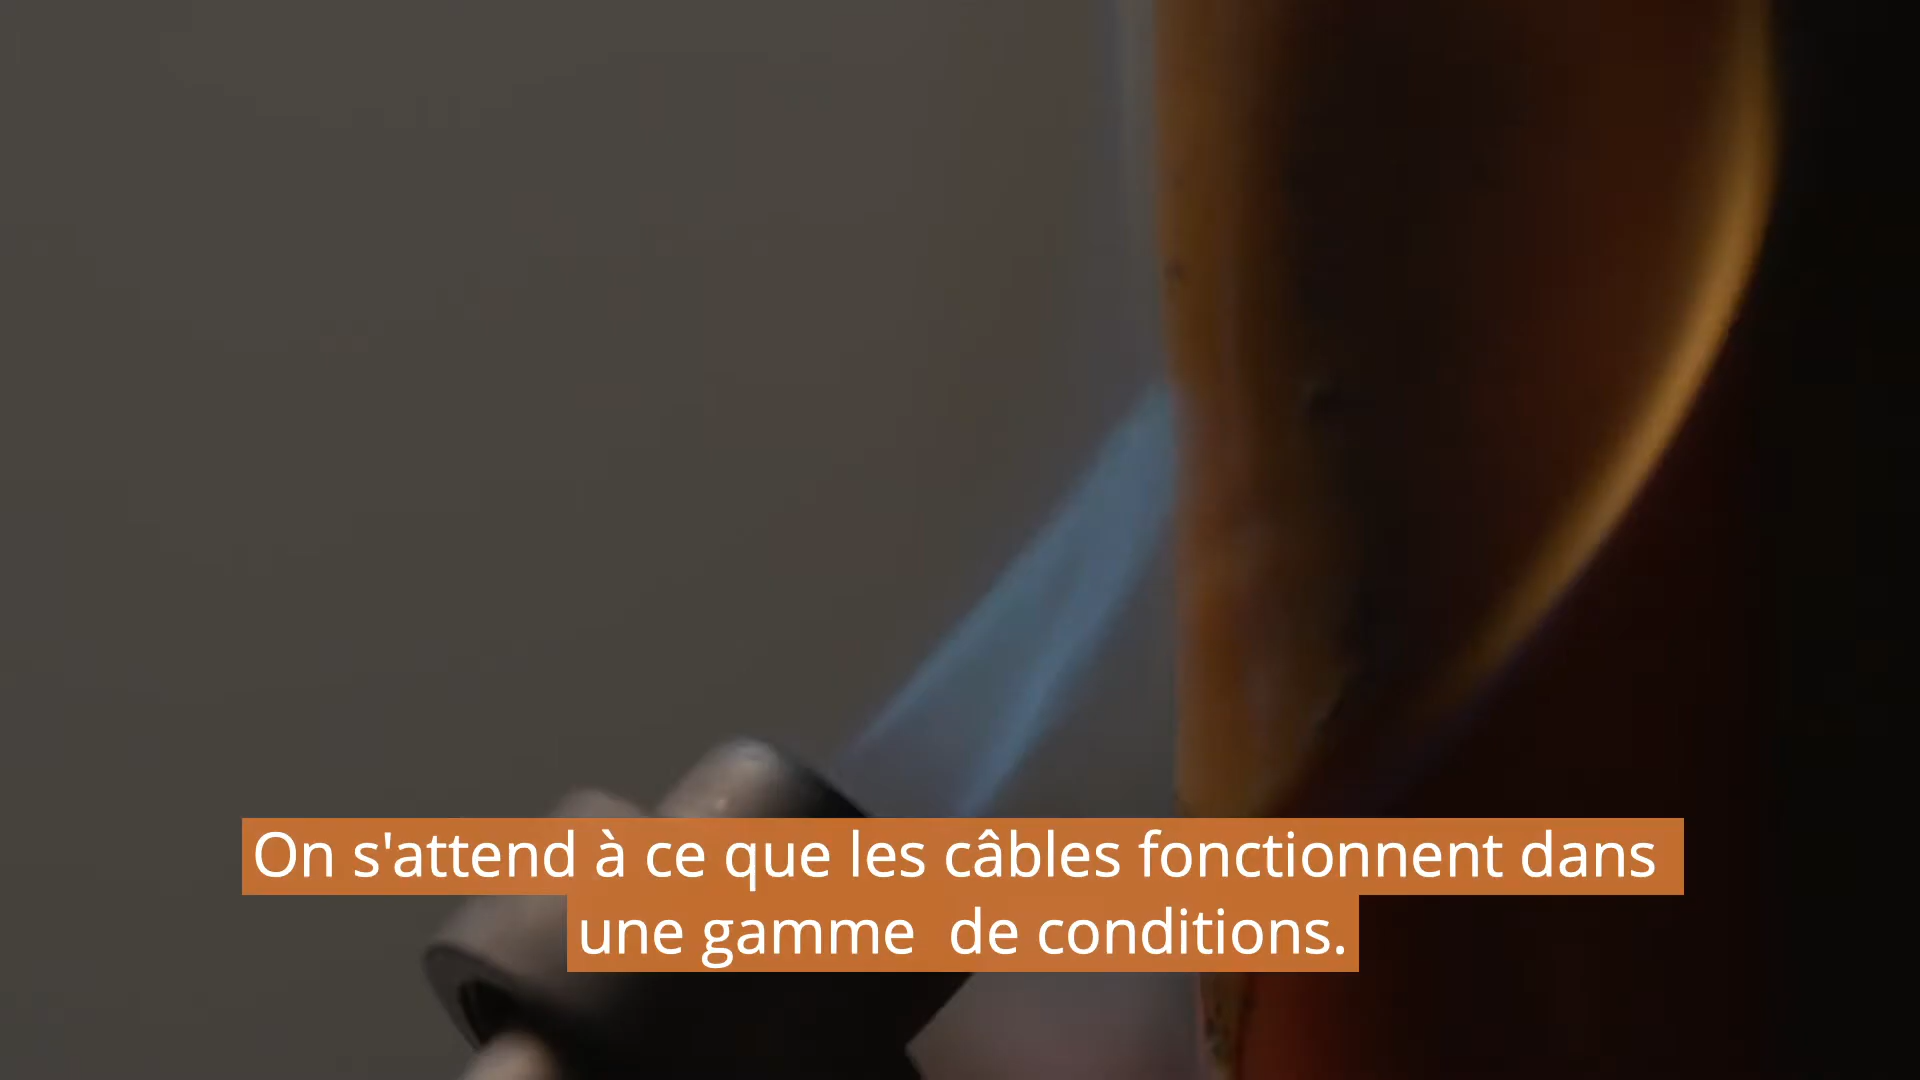 On s'attend à ce que les câbles fonctionnent dans
une gamme  de conditions.